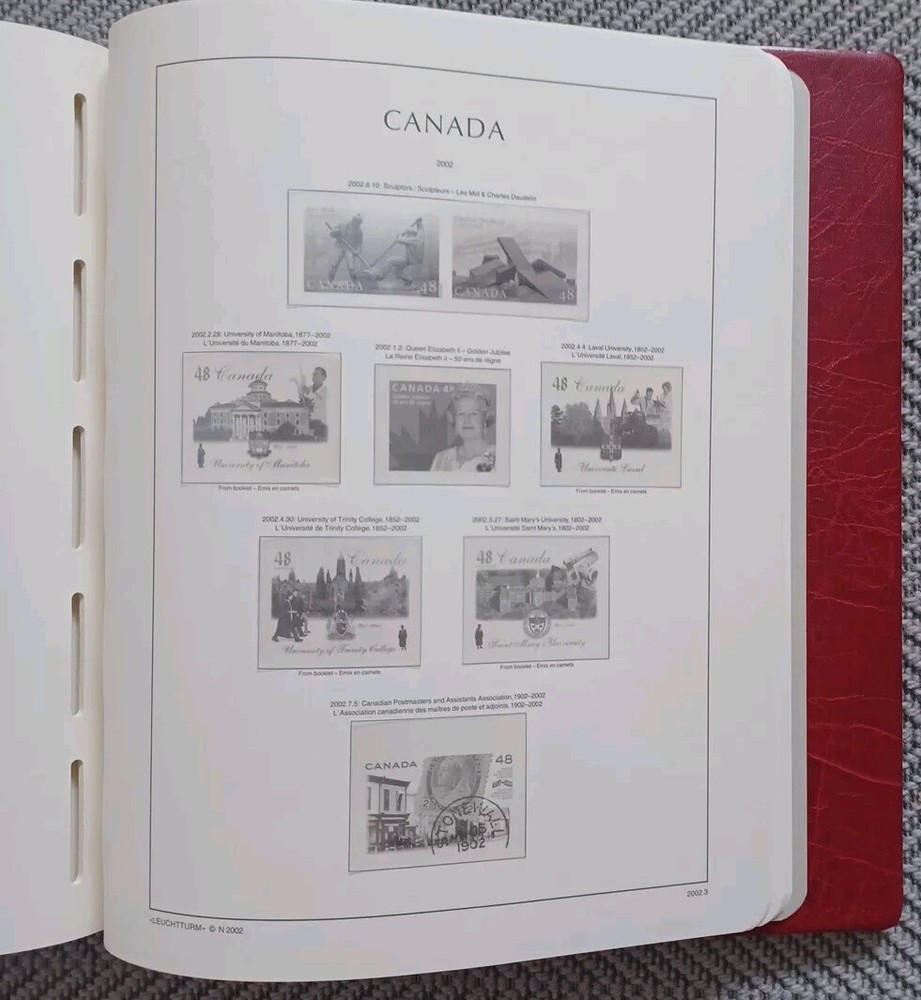 CANADA
2002
2002.6.10: Sculptors / Sculpteurs – Leo Mol & Charles Daudelin
CANADA 48
CANADA 48
2002.2.28: University of Manitoba, 1877–2002
L'Université du Manitoba, 1877–2002
48 Canada
University of Manitoba
From booklet – Emis en carnets
2002.1.2: Queen Elizabeth II – Golden Jubilee
La Reine Elisabeth II – 50 ans de règne
CANADA 48
2002.4.4: Laval University, 1852–2002
L'Université Laval, 1852–2002
48 Canada
Université Laval
From booklet – Emis en carnets
2002.4.30: University of Trinity College, 1852–2002
L'Université de Trinity College, 1852–2002
48 Canada
University of Trinity College
From booklet – Emis en carnets
2002.5.27: Saint Mary's University, 1802–2002
L'Université Saint Mary's, 1802–2002
48 Canada
Saint Mary's University
From booklet – Emis en carnets
2002.7.5: Canadian Postmasters and Assistants Association, 1902–2002
L'Association canadienne des maîtres de poste et adjoints, 1902–2002
CANADA 48
STONEWALL
05
1902
2002.3
»LEUCHTTURM« © N 2002